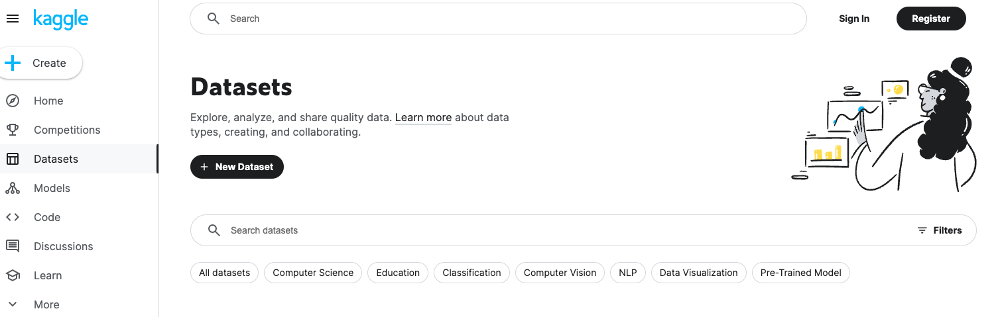 kaggle
Search
Sign In
Register
Create
Home
Competitions
Datasets
Models
Code
Discussions
Learn
More
Datasets
Explore, analyze, and share quality data. Learn more about data
types, creating, and collaborating.
+ New Dataset
Search datasets
Filters
All datasets
Computer Science
Education
Classification
Computer Vision
NLP
Data Visualization
Pre-Trained Model